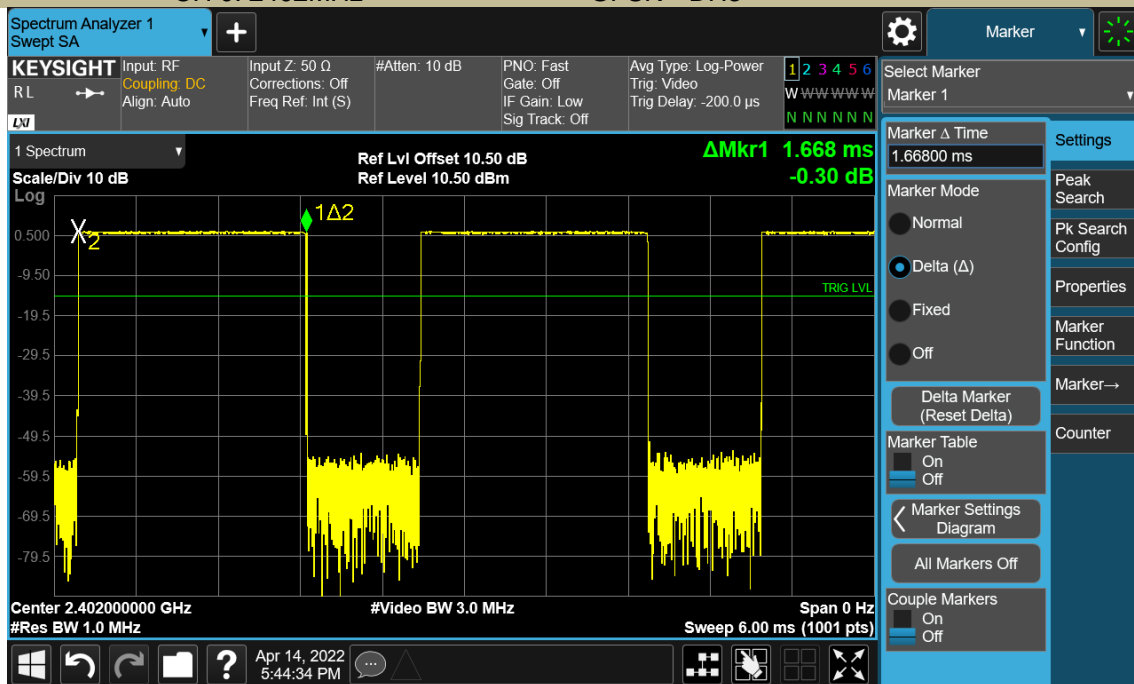 Spectrum Analyzer 1
Swept SA
+
Marker
KEYSIGHT
R L
LXI
Input: RF
Coupling: DC
Align: Auto
Input Z: 50 Ω
Corrections: Off
Freq Ref: Int (S)
#Atten: 10 dB
PNO: Fast
Gate: Off
IF Gain: Low
Sig Track: Off
Avg Type: Log-Power
Trig: Video
Trig Delay: -200.0 µs
1 2 3 4 5 6
W W W W W W
N N N N N N
Select Marker
Marker 1
1 Spectrum
Scale/Div 10 dB
Log
Ref Lvl Offset 10.50 dB
Ref Level 10.50 dBm
ΔMkr1 1.668 ms
-0.30 dB
0.500
-9.50
-19.5
-29.5
-39.5
-49.5
-59.5
-69.5
-79.5
X2
1Δ2
TRIG LVL
Center 2.402000000 GHz
#Res BW 1.0 MHz
#Video BW 3.0 MHz
Span 0 Hz
Sweep 6.00 ms (1001 pts)
Marker Δ Time
1.66800 ms
Marker Mode
Normal
Delta (Δ)
Fixed
Off
Delta Marker
(Reset Delta)
Marker Table
On
Off
Marker Settings
Diagram
All Markers Off
Couple Markers
On
Off
Settings
Peak
Search
Pk Search
Config
Properties
Marker
Function
Marker→
Counter
?
Apr 14, 2022
5:44:34 PM